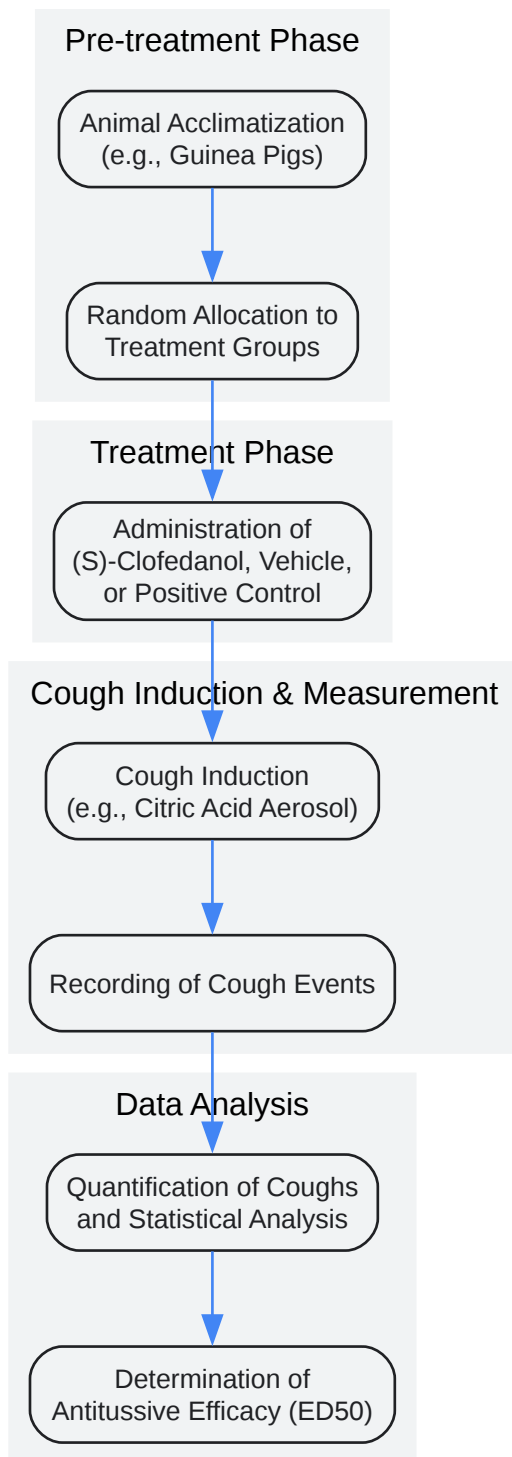 Pre-treatment Phase
Animal Acclimatization
(e.g., Guinea Pigs)
Random Allocation to
Treatment Groups
Treatment Phase
Administration of
(S)-Clofedanol, Vehicle,
or Positive Control
Cough Induction & Measurement
Cough Induction
(e.g., Citric Acid Aerosol)
Recording of Cough Events
Data Analysis
Quantification of Coughs
and Statistical Analysis
Determination of
Antitussive Efficacy (ED50)